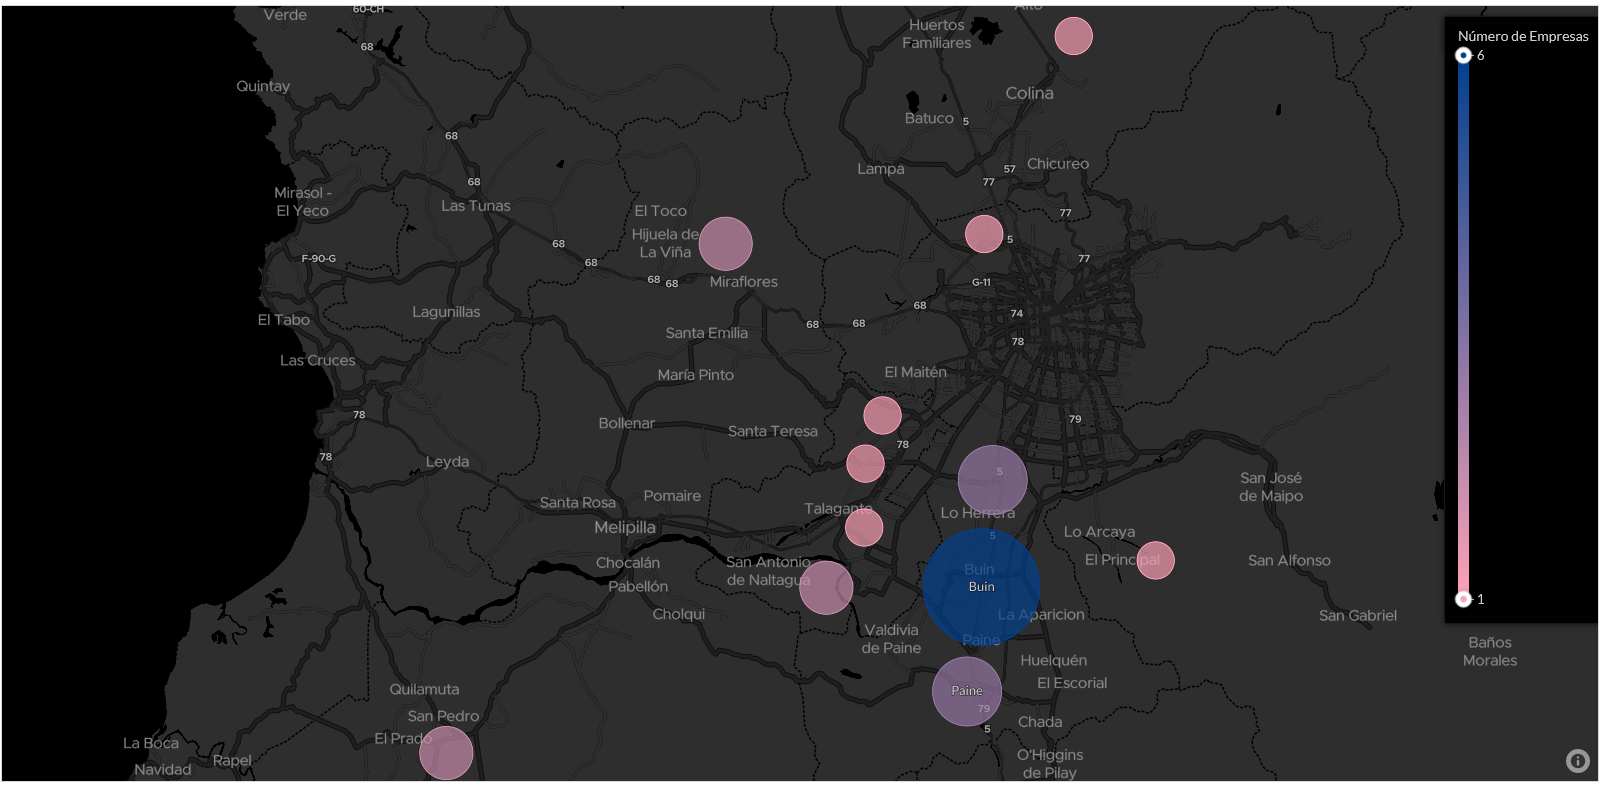 Verde
60-CH
Alto
68
Huertos
Familiares
Número de Empresas
6
Quintay
Colina
Batuco
5
68
Lampa
57
Chicureo
77
68
Mirasol -
El Yeco
Las Tunas
El Toco
77
Hijuela de
La Viña
68
5
F-90-G
68
77
68
68
Miraflores
G-11
68
El Tabo
Lagunillas
74
68
68
Santa Emilia
78
Las Cruces
María Pinto
El Maitén
78
Bollenar
Santa Teresa
79
78
78
Leyda
5
San José
de Maipo
Santa Rosa
Pomaire
Talagante
Lo Herrera
Melipilla
5
Lo Arcaya
Chocalán
San Antonio
de Naltagua
Buin
El Principal
San Alfonso
Pabellón
Buin
1
Cholqui
La Aparicion
San Gabriel
Valdivia
de Paine
Paine
Baños
Morales
Huelquén
Quilamuta
Paine
El Escorial
San Pedro
79
Chada
5
La Boca
El Prado
Rapel
Navidad
O'Higgins
de Pilay